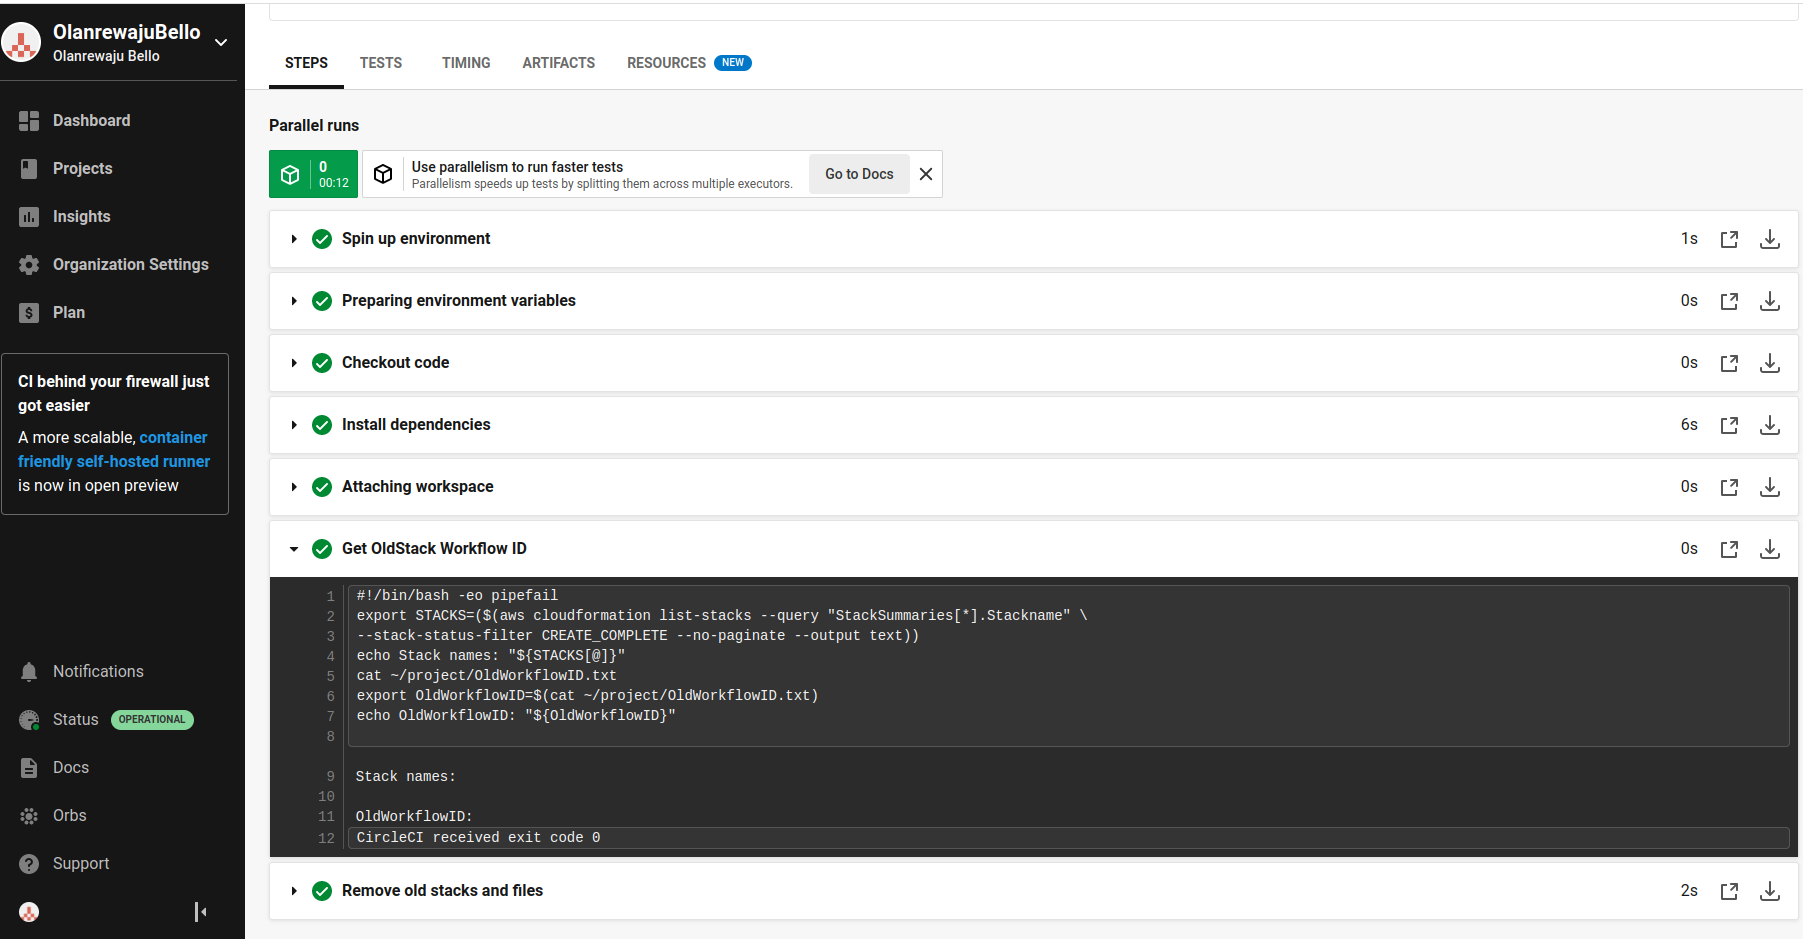 OlanrewajuBello
Olanrewaju Bello
Dashboard
Projects
Insights
Organization Settings
$ Plan
CI behind your firewall just
got easier
A more scalable, container
friendly self-hosted runner
is now in open preview
Notifications
Status OPERATIONAL
Docs
Orbs
? Support
STEPS TESTS TIMING ARTIFACTS RESOURCES NEW
Parallel runs
0
00:12
Use parallelism to run faster tests
Parallelism speeds up tests by splitting them across multiple executors.
Go to Docs
Spin up environment 1s
Preparing environment variables 0s
Checkout code 0s
Install dependencies 6s
Attaching workspace 0s
Get OldStack Workflow ID 0s
1 #!/bin/bash -eo pipefail
2 export STACKS=($(aws cloudformation list-stacks --query "StackSummaries[*].Stackname" \
3 --stack-status-filter CREATE_COMPLETE --no-paginate --output text))
4 echo Stack names: "${STACKS[@]}"
5 cat ~/project/OldWorkflowID.txt
6 export OldWorkflowID=$(cat ~/project/OldWorkflowID.txt)
7 echo OldWorkflowID: "${OldWorkflowID}"
8
9 Stack names:
10
11 OldWorkflowID:
12 CircleCI received exit code 0
Remove old stacks and files 2s